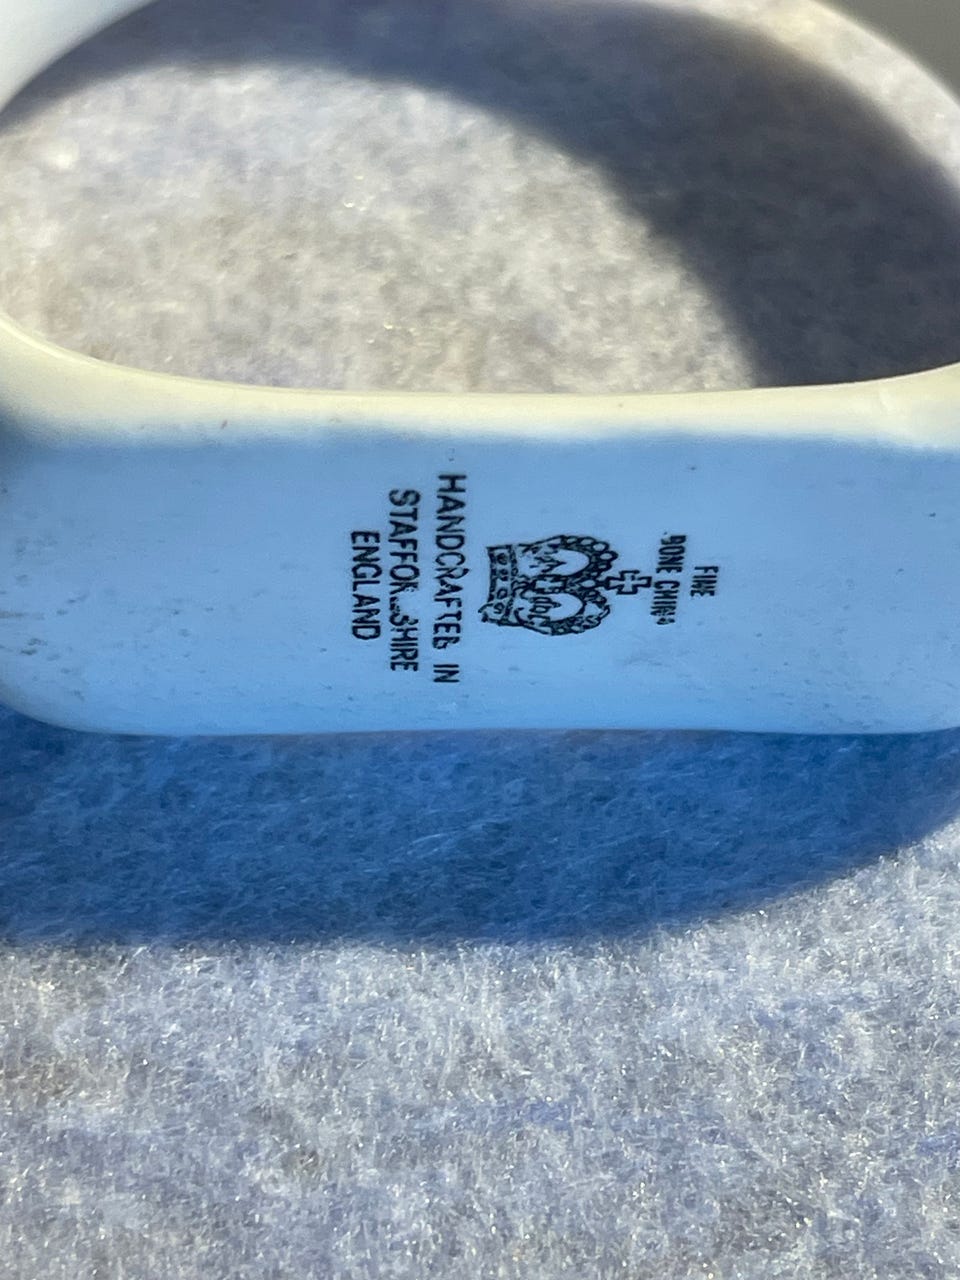 FINE
BONE CHINA
HANDCRAFTED IN
STAFFORDSHIRE
ENGLAND